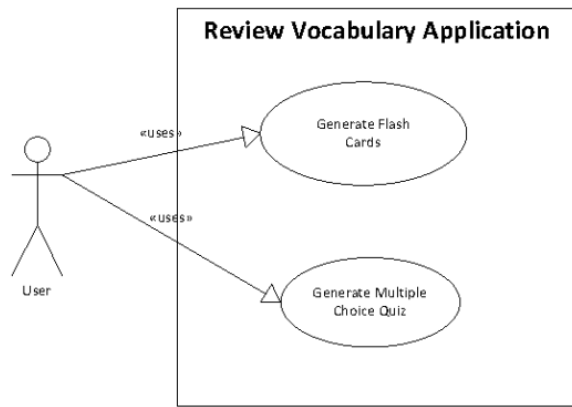 Review Vocabulary Application
«uses»
Generate Flash
Cards
«uses»
User
Generate Multiple
Choice Quiz